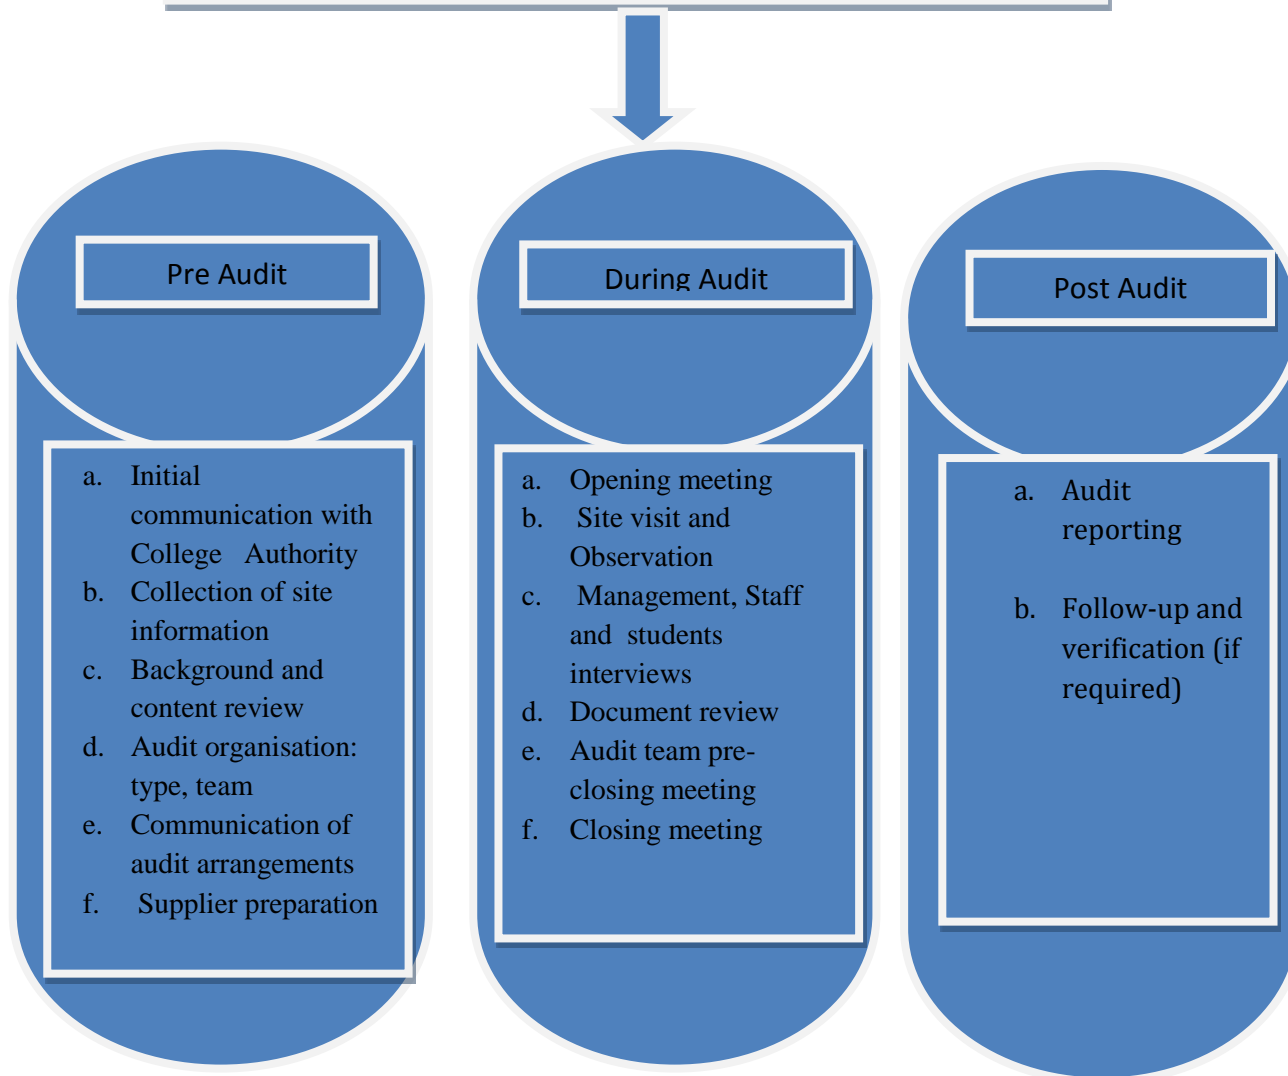 Pre Audit
a. Initial
communication with
College Authority
b. Collection of site
information
c. Background and
content review
d. Audit organisation:
type, team
e. Communication of
audit arrangements
f. Supplier preparation
During Audit
a. Opening meeting
b. Site visit and
Observation
c. Management, Staff
and students
interviews
d. Document review
e. Audit team pre-
closing meeting
f. Closing meeting
Post Audit
a. Audit
reporting
b. Follow-up and
verification (if
required)